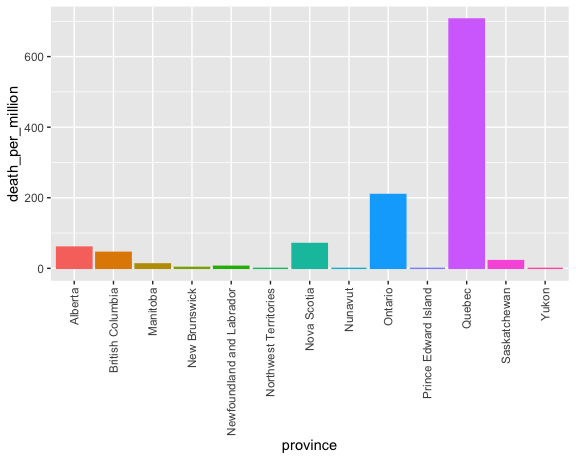 death_per_million
600
400
200
0
Alberta
British Columbia
Manitoba
New Brunswick
Newfoundland and Labrador
Northwest Territories
Nova Scotia
Nunavut
Ontario
Prince Edward Island
Quebec
Saskatchewan
Yukon
province